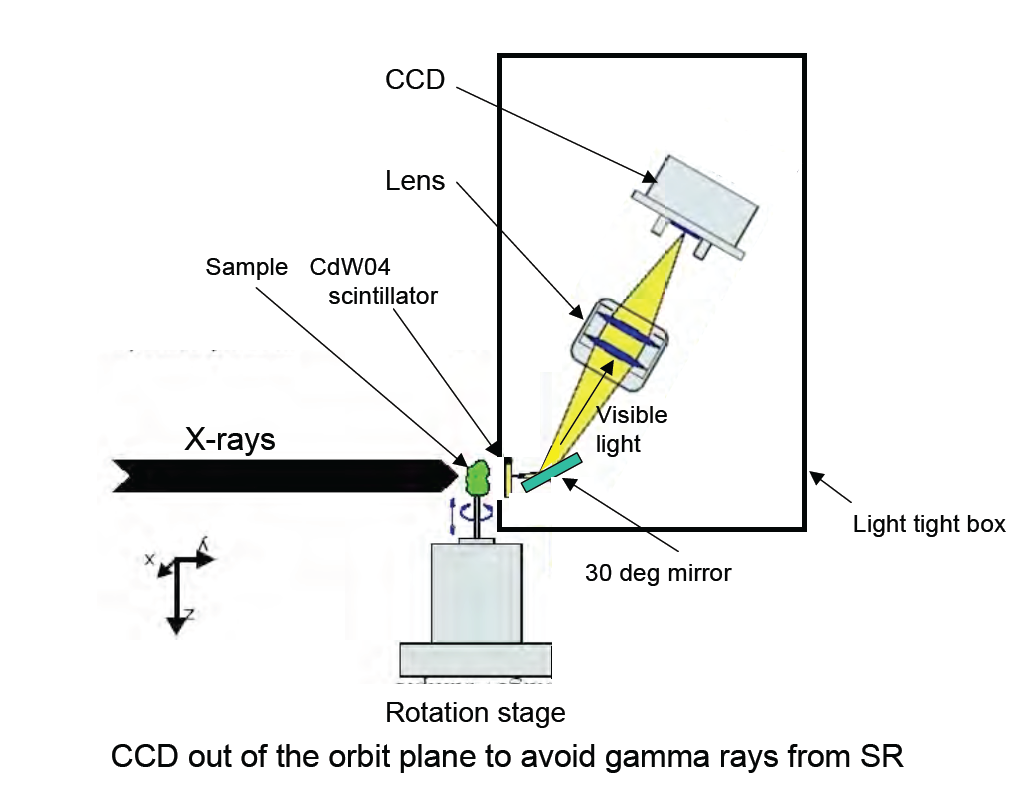 CCD
Lens
Sample
CdW04
scintillator
X-rays
Visible
light
Light tight box
30 deg mirror
x
y
z
Rotation stage
CCD out of the orbit plane to avoid gamma rays from SR